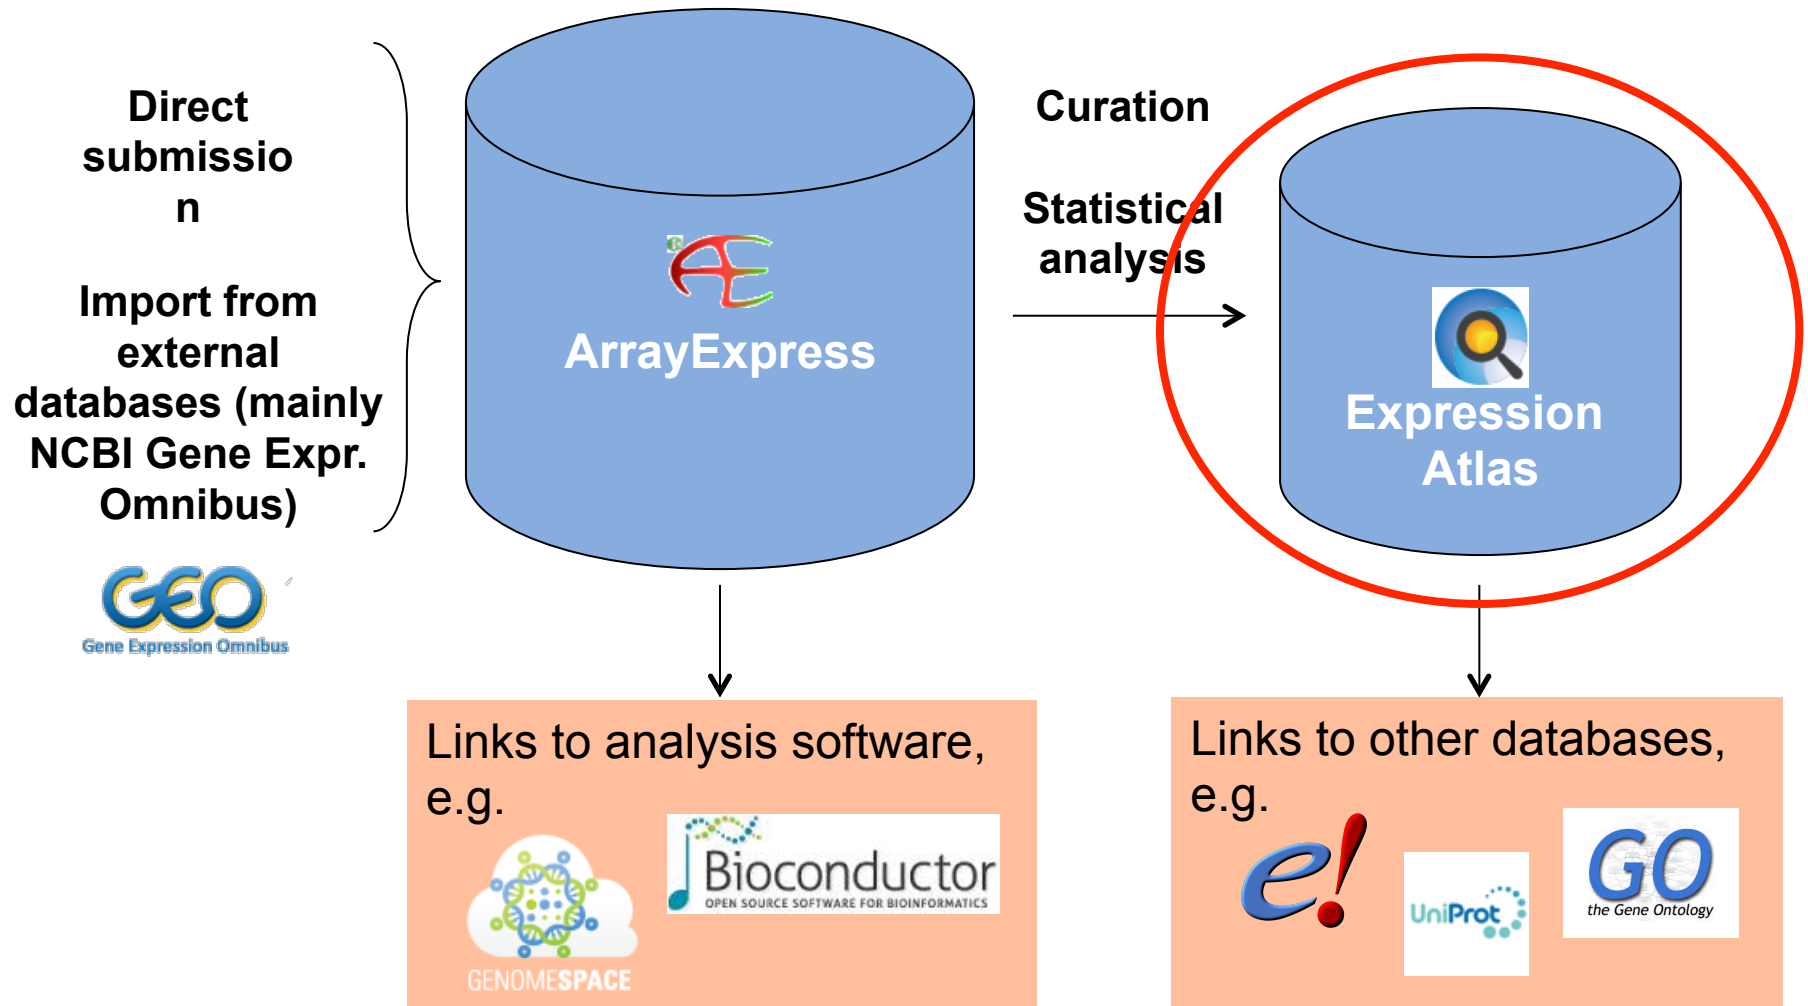 Direct
submissio
n
Import from
external
databases (mainly
NCBI Gene Expr.
Omnibus)
GEO
Gene Expression Omnibus
AE
ArrayExpress
Curation
Statistical
analysis
Expression
Atlas
Links to analysis software,
e.g.
GENOMESPACE
Bioconductor
OPEN SOURCE SOFTWARE FOR BIOINFORMATICS
Links to other databases,
e.g.
e!
UniProt
GO
the Gene Ontology